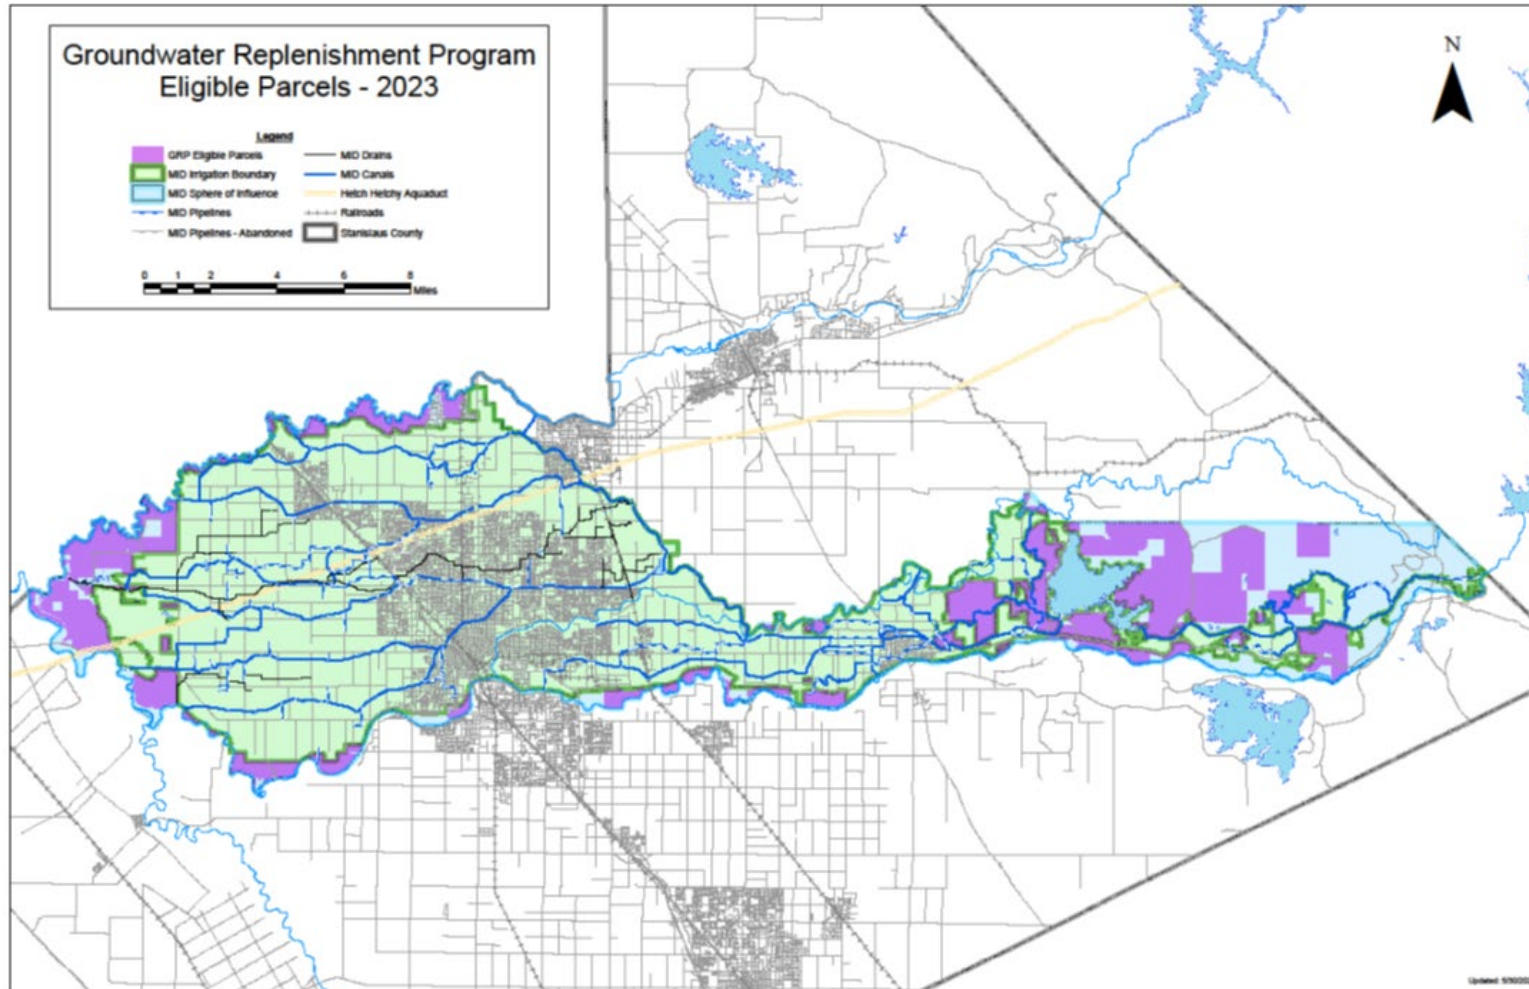 Groundwater Replenishment Program
Eligible Parcels - 2023
Legend
GRP Eligible Parcels
MID Irrigation Boundary
MID Sphere of Influence
MID Pipelines
MID Pipelines - Abandoned
MID Drains
MID Canals
Hetch Hetchy Aquaduct
Railroads
Stanislaus County
0 1 2 4 6 8
Miles
N
Updated: